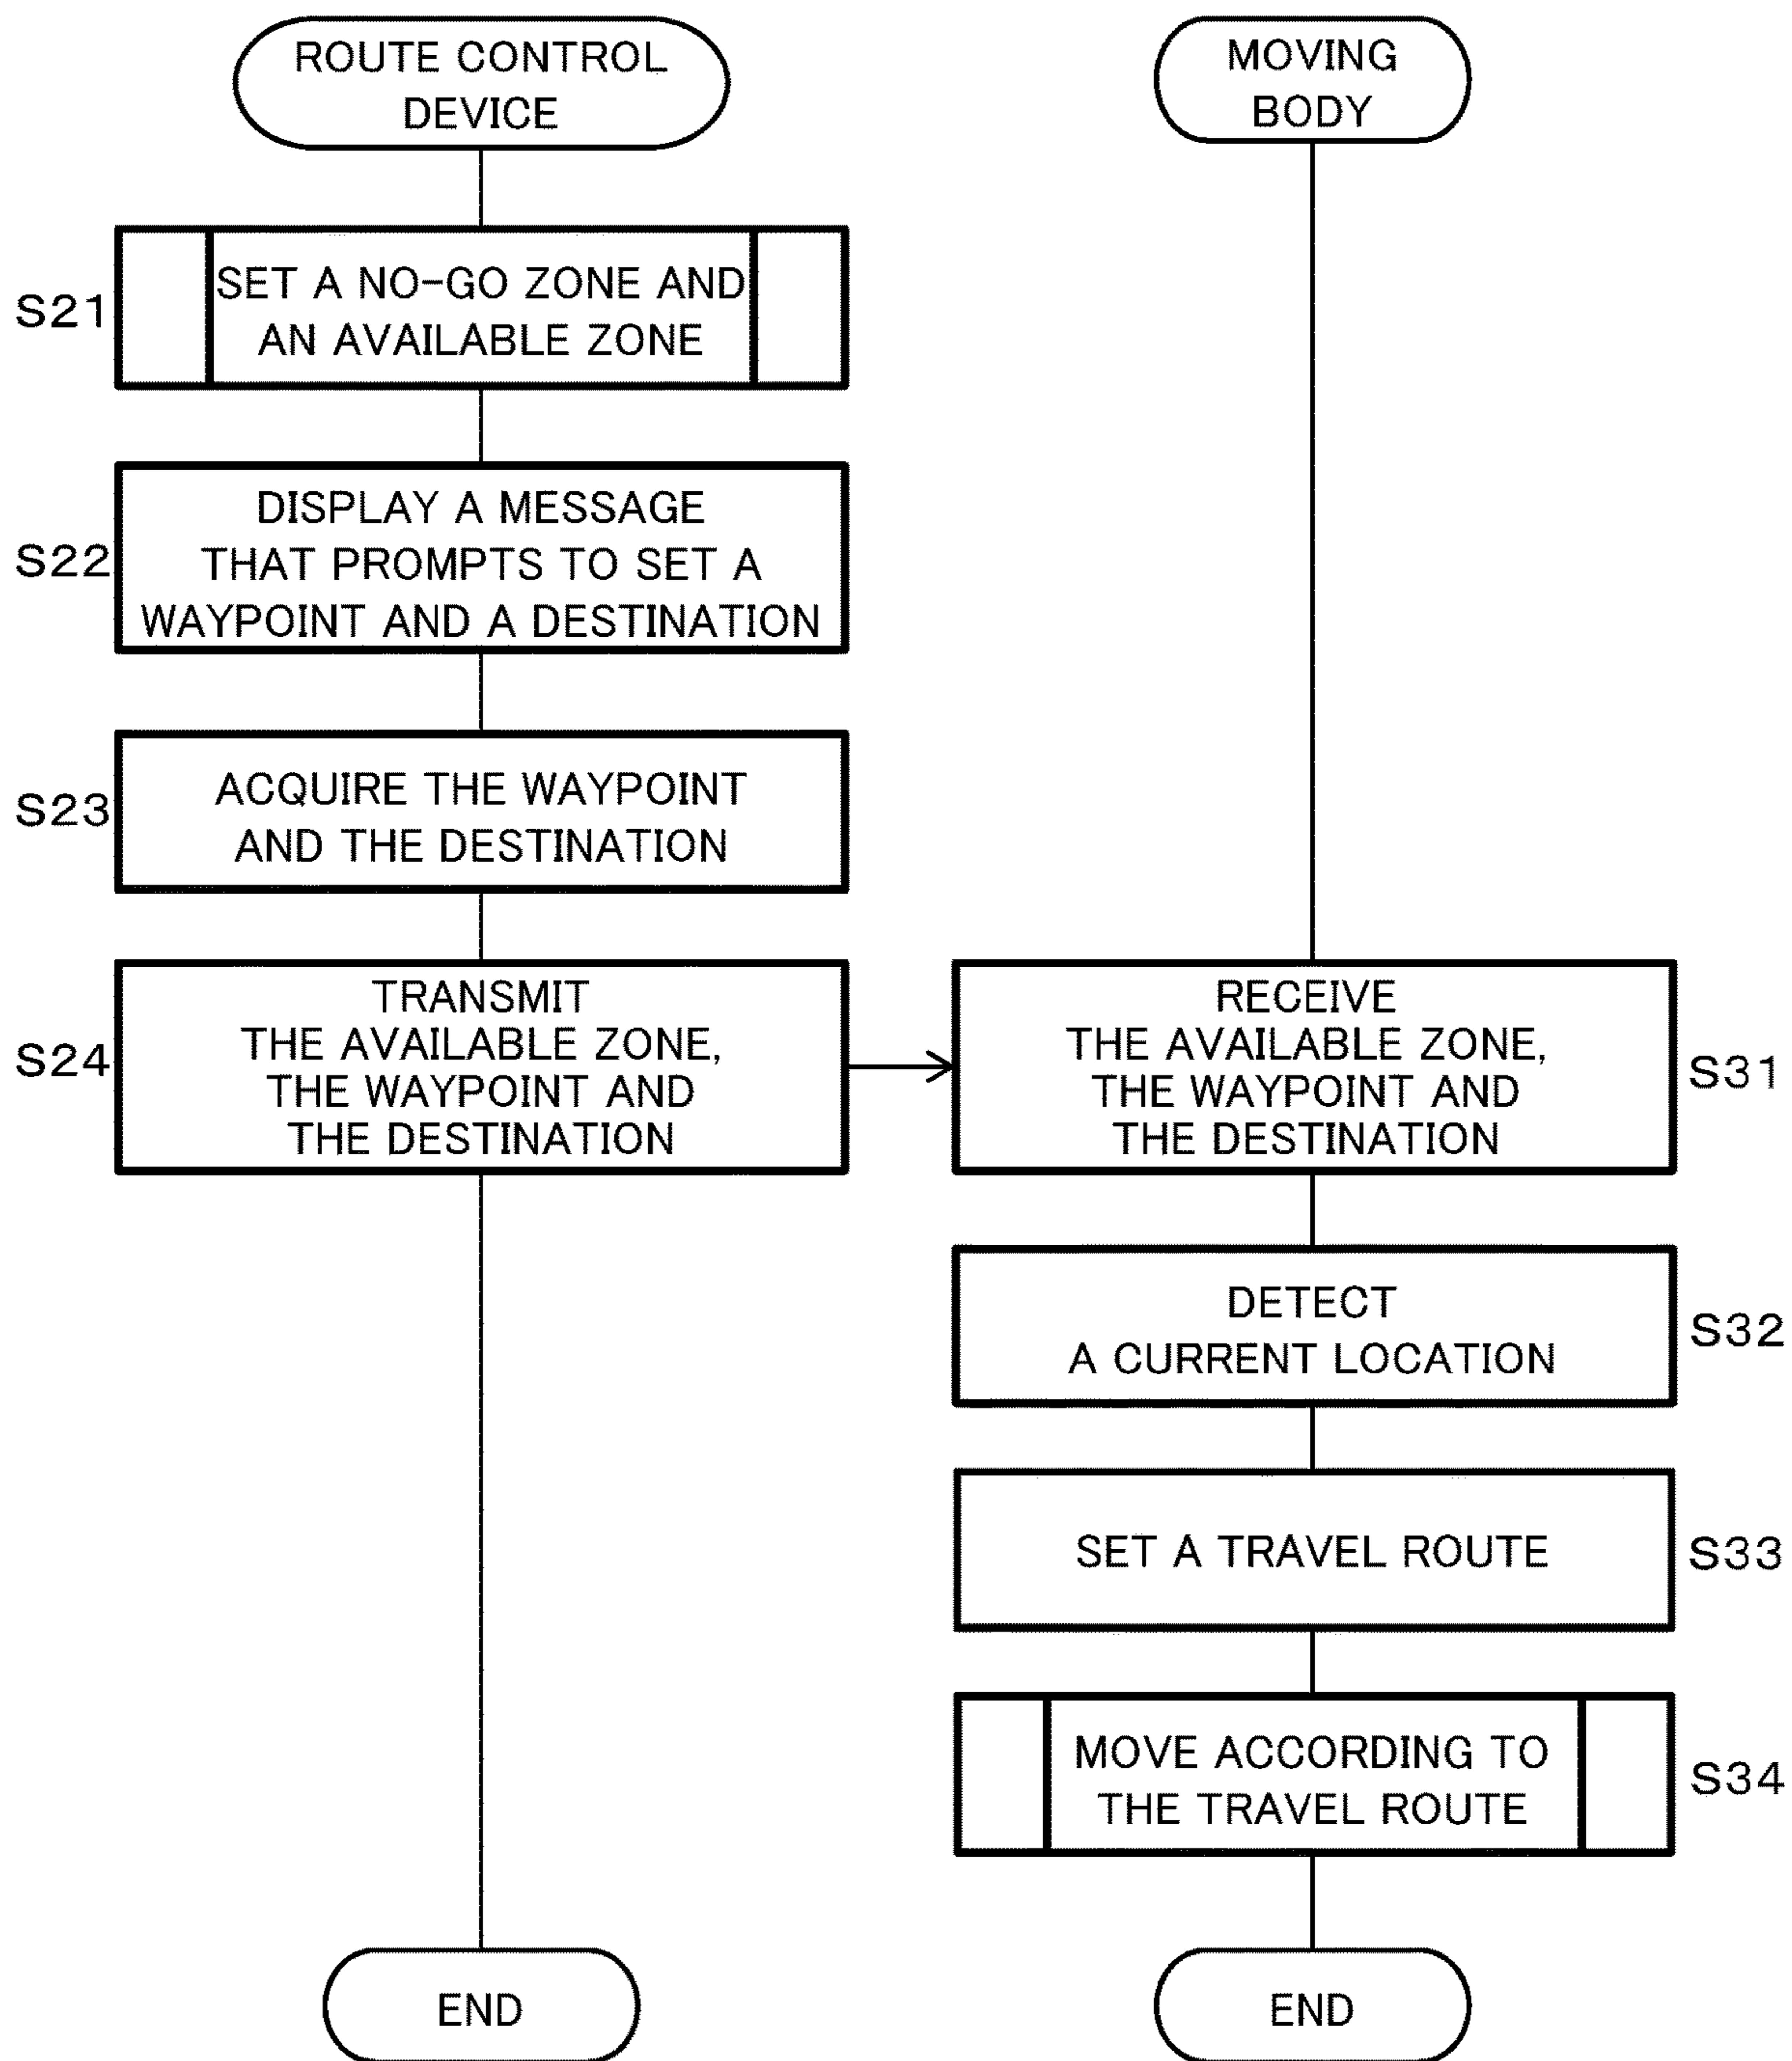 ROUTE CONTROL
DEVICE
S21
SET A NO-GO ZONE AND
AN AVAILABLE ZONE
S22
DISPLAY A MESSAGE
THAT PROMPTS TO SET A
WAYPOINT AND A DESTINATION
S23
ACQUIRE THE WAYPOINT
AND THE DESTINATION
S24
TRANSMIT
THE AVAILABLE ZONE,
THE WAYPOINT AND
THE DESTINATION
END
MOVING
BODY
RECEIVE
THE AVAILABLE ZONE,
THE WAYPOINT AND
THE DESTINATION
S31
DETECT
A CURRENT LOCATION
S32
SET A TRAVEL ROUTE
S33
MOVE ACCORDING TO
THE TRAVEL ROUTE
S34
END